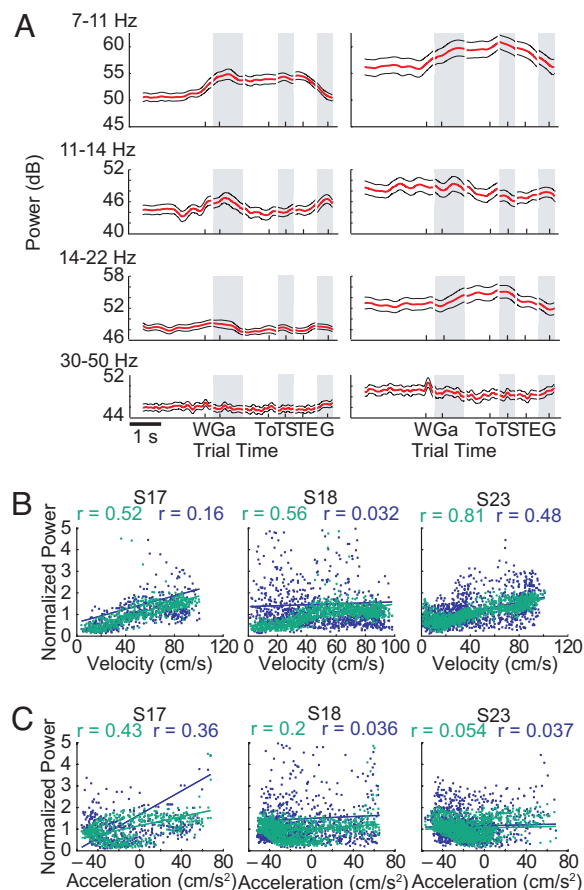 A
7-11 Hz
60
55
50
45
11-14 Hz
52
46
40
Power (dB)
14-22 Hz
58
52
46
30-50 Hz
52
44
1 s
WGa ToTSTEG
Trial Time
WGa ToTSTEG
Trial Time
B
S17 S18 S23
r = 0.52 r = 0.16 r = 0.56 r = 0.032 r = 0.81 r = 0.48
Normalized Power
5
4
3
2
1
0
0 40 80 120 0 20 40 60 80 100 0 40 80 120
Velocity (cm/s) Velocity (cm/s) Velocity (cm/s)
C
S17 S18 S23
r = 0.43 r = 0.36 r = 0.2 r = 0.036 r = 0.054 r = 0.037
Normalized Power
5
4
3
2
1
0
−40 0 40 80 −40 0 40 80 −40 0 40 80
Acceleration (cm/s²) Acceleration (cm/s²) Acceleration (cm/s²)